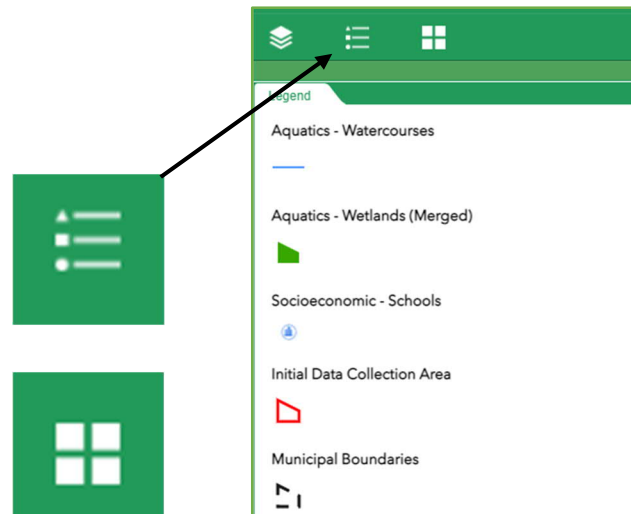 Legend
Aquatics - Watercourses
Aquatics - Wetlands (Merged)
Socioeconomic - Schools
Initial Data Collection Area
Municipal Boundaries